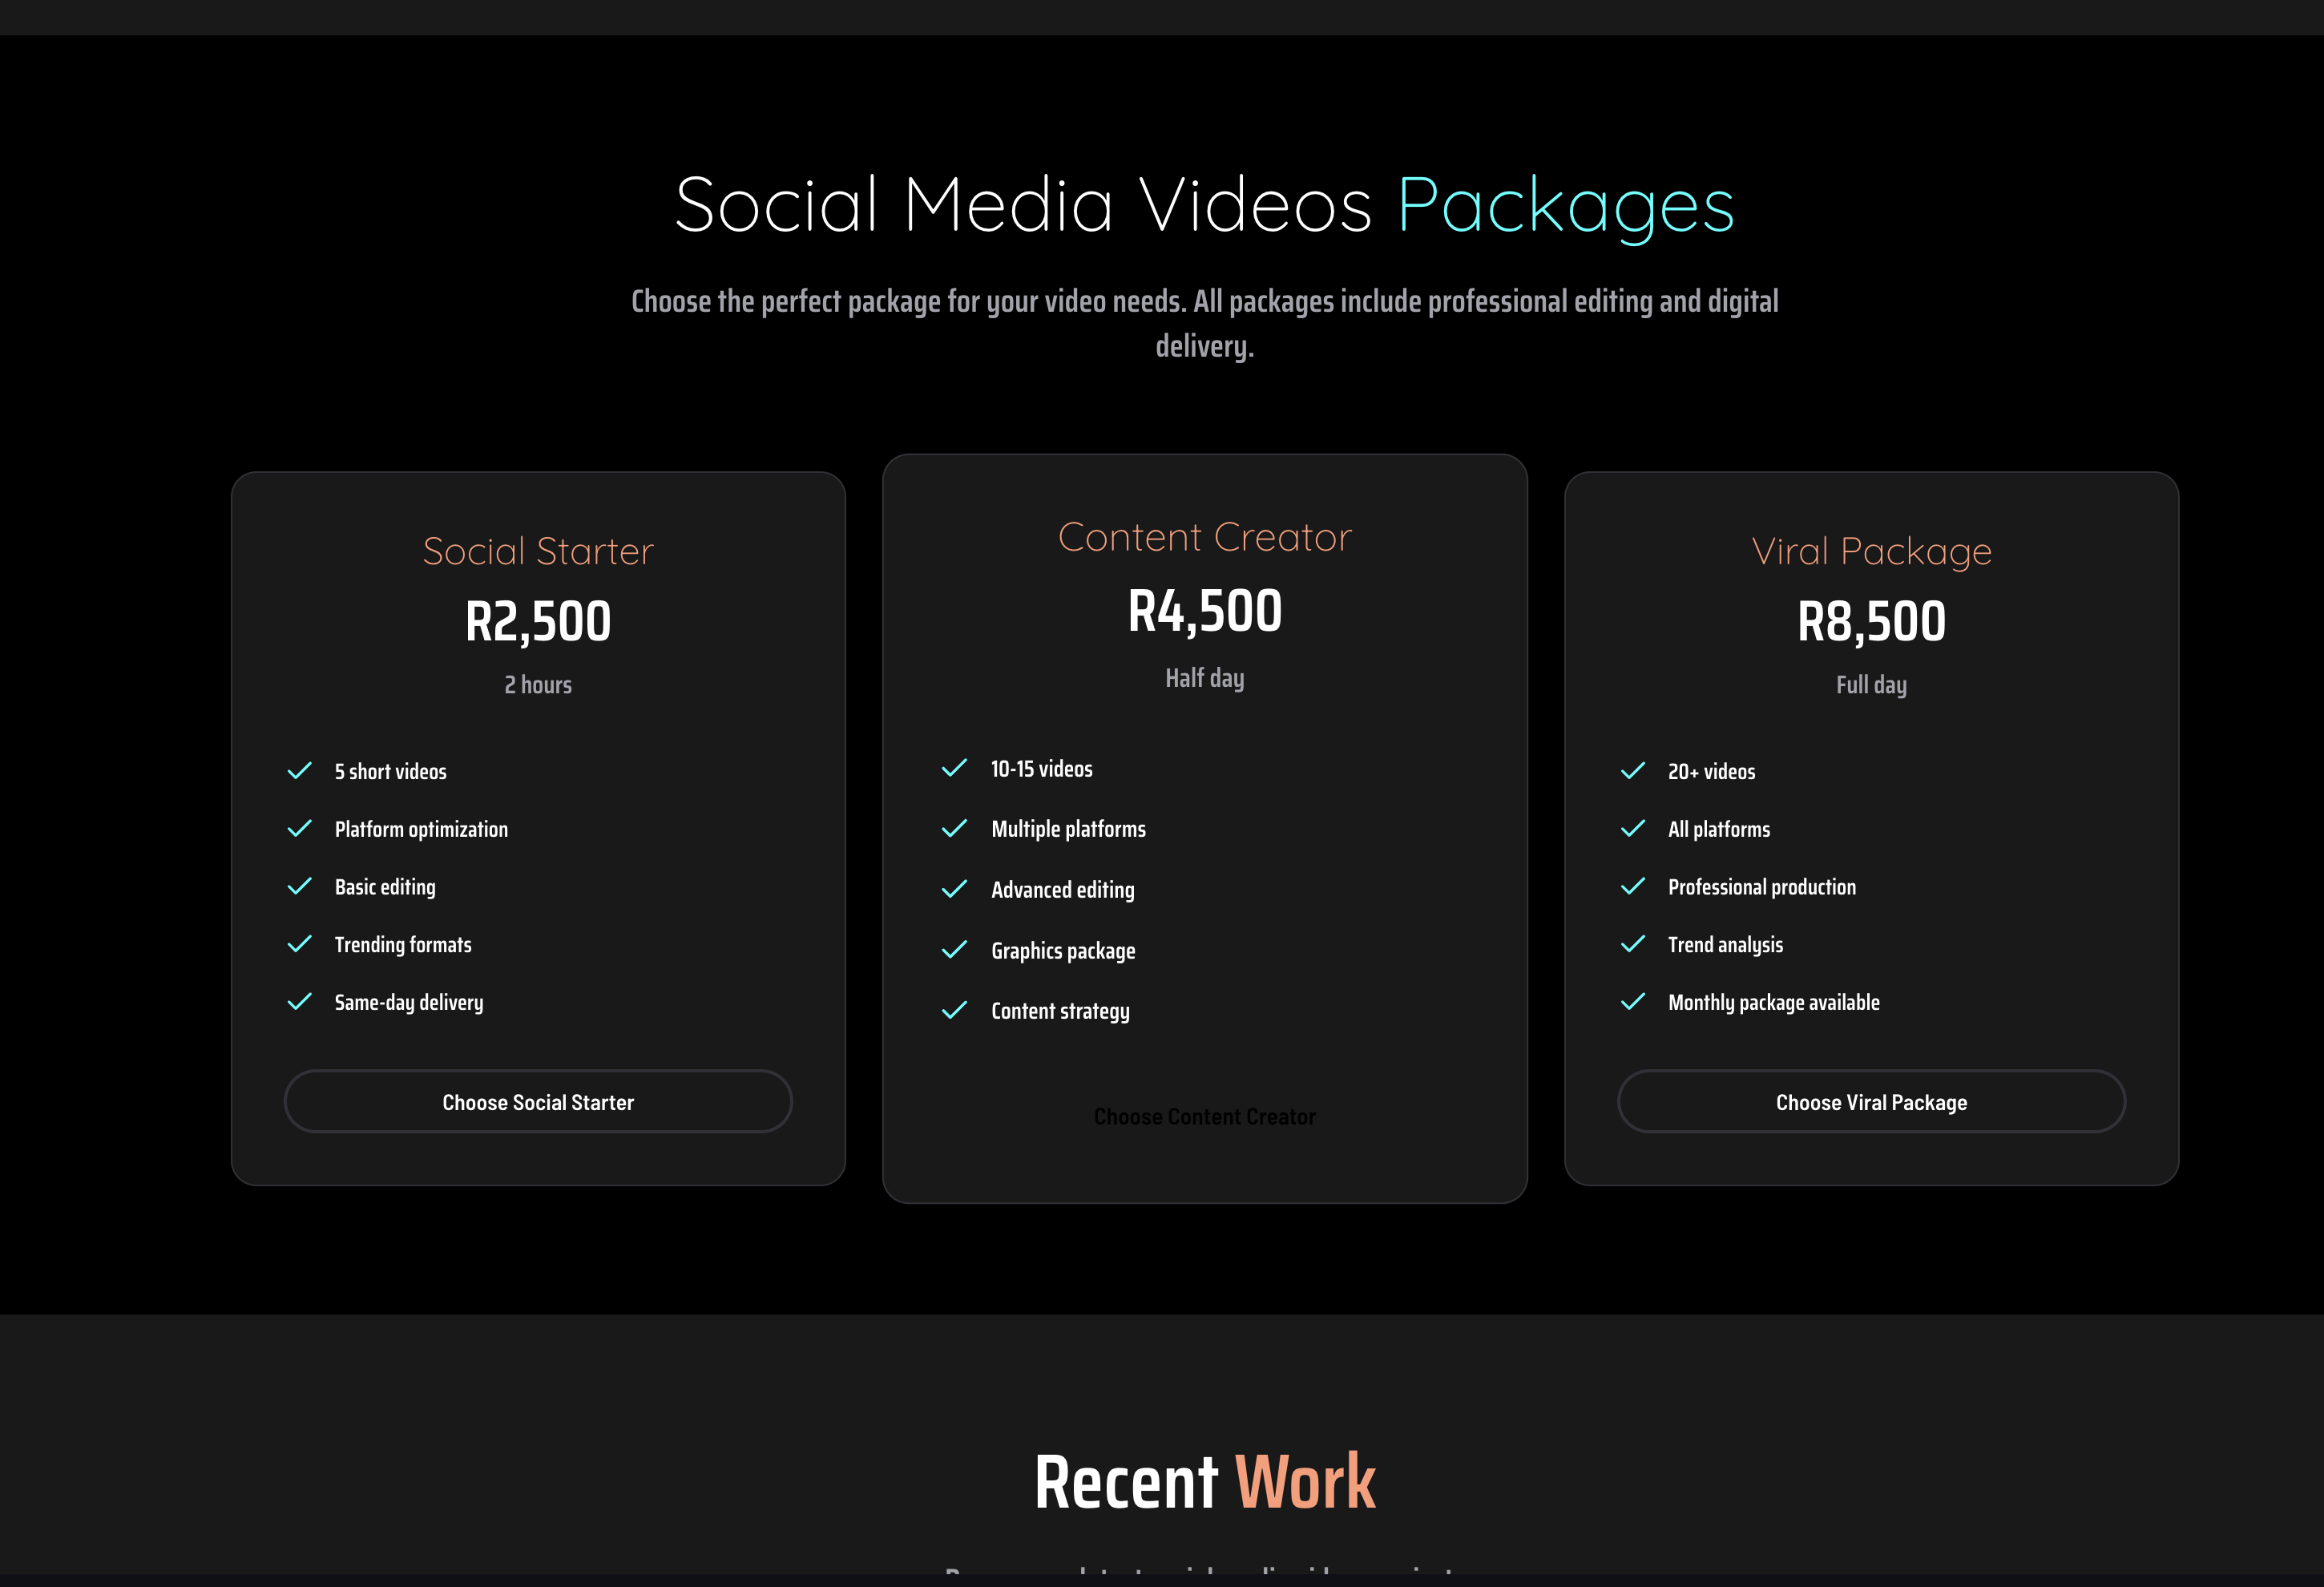 Social Media Videos Packages
Choose the perfect package for your video needs. All packages include professional editing and digital
delivery.
Social Starter
R2,500
2 hours
5 short videos
Platform optimization
Basic editing
Trending formats
Same-day delivery
Choose Social Starter
Content Creator
R4,500
Half day
10-15 videos
Multiple platforms
Advanced editing
Graphics package
Content strategy
Choose Content Creator
Viral Package
R8,500
Full day
20+ videos
All platforms
Professional production
Trend analysis
Monthly package available
Choose Viral Package
Recent Work